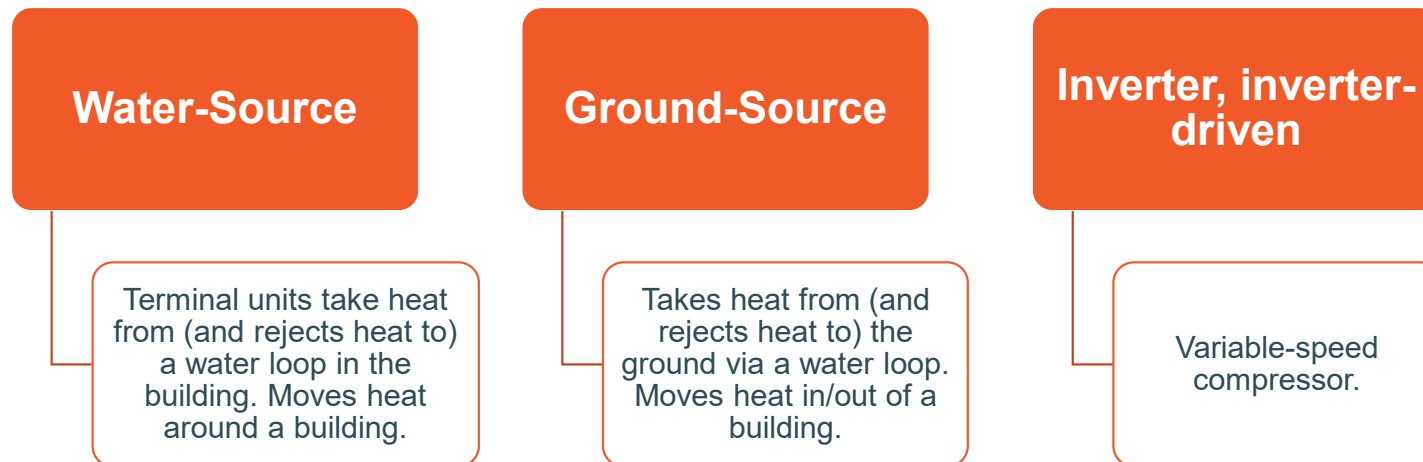 Water-Source
Terminal units take heat
from (and rejects heat to)
a water loop in the
building. Moves heat
around a building.
Ground-Source
Takes heat from (and
rejects heat to) the
ground via a water loop.
Moves heat in/out of a
building.
Inverter, inverter-
driven
Variable-speed
compressor.